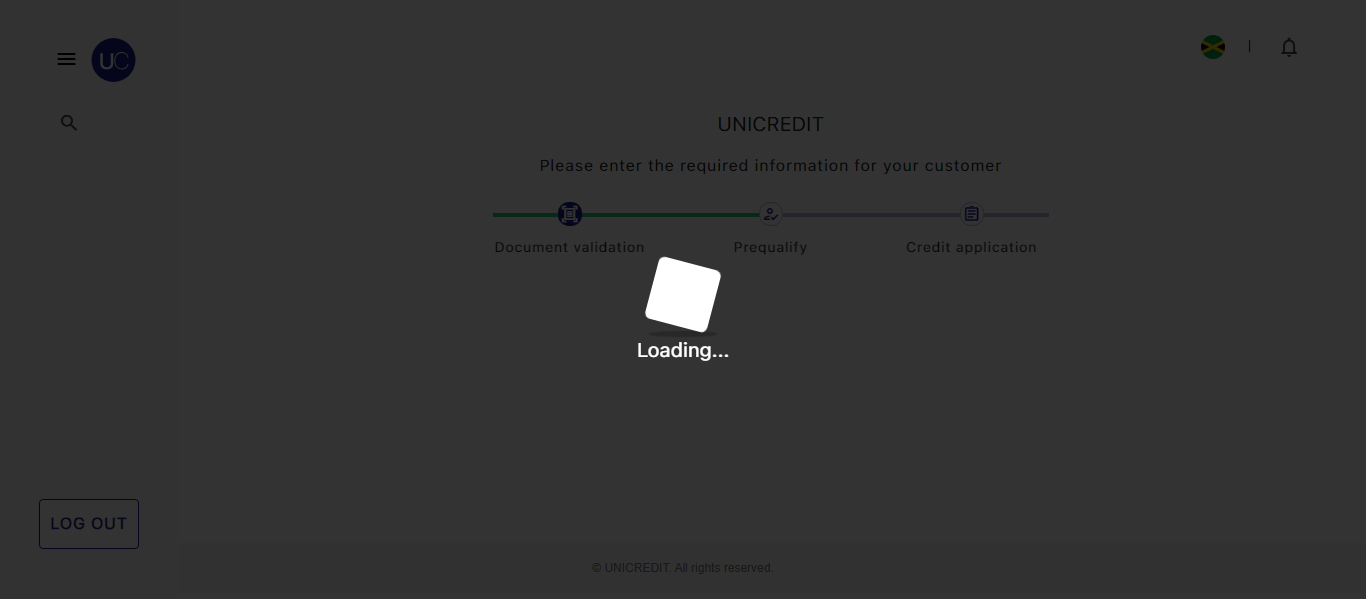 UC
UNICREDIT
Please enter the required information for your customer
Document validation
Prequalify
Credit application
Loading...
LOG OUT
© UNICREDIT. All rights reserved.